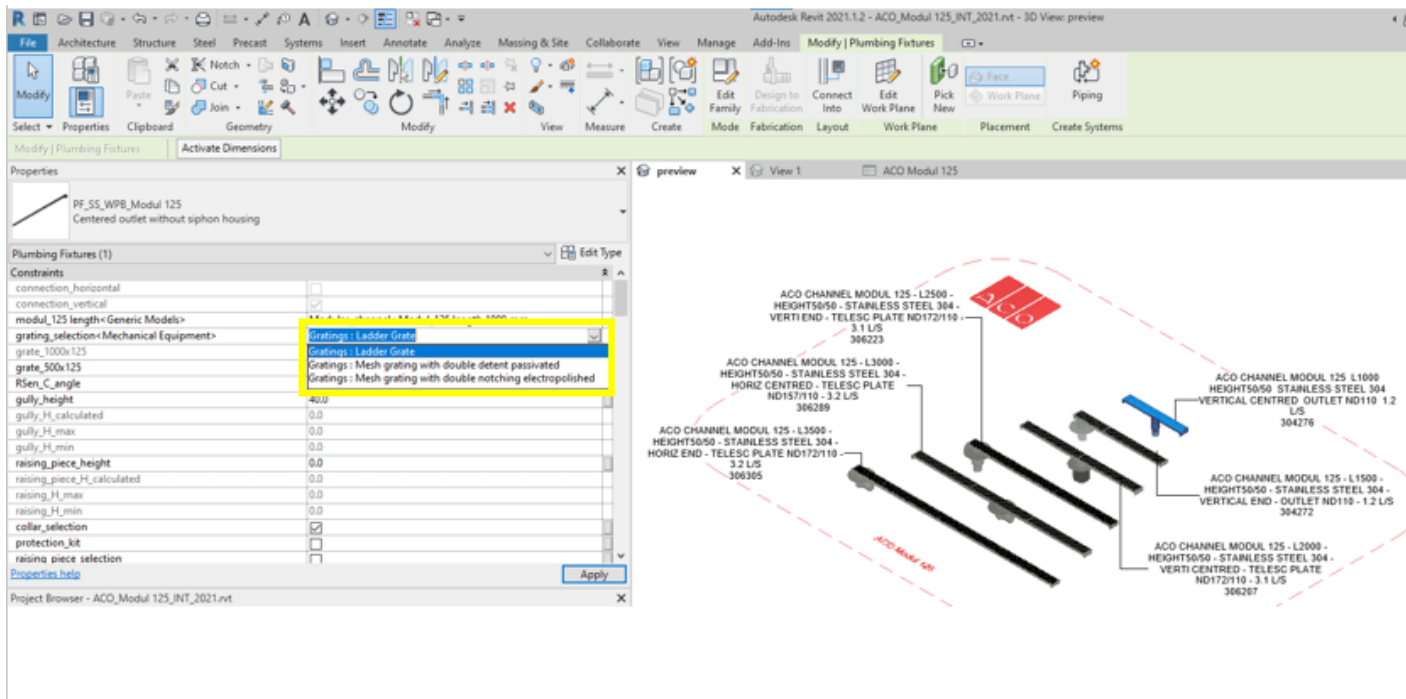 Autodesk Revit 2021.1.2 - ACO_Modul 125_INT_2021.rvt - 3D View: preview
File Architecture Structure Steel Precast Systems Insert Annotate Analyze Massing & Site Collaborate View Manage Add-Ins Modify | Plumbing Fixtures
Modify
Paste
Notch
Cut
Join
Edit Family
Design to Fabrication
Connect Into
Edit Work Plane
Pick New
Face
Work Plane
Piping
Select Properties Clipboard Geometry Modify View Measure Create Mode Fabrication Layout Work Plane Placement Create Systems
Modify | Plumbing Fixtures Activate Dimensions
Properties
PF_SS_WPB_Modul 125
Centered outlet without siphon housing
Plumbing Fixtures (1) Edit Type
Constraints
connection_horizontal
connection_vertical
modul_125 length<Generic Models>
grating_selection<Mechanical Equipment> Gratings : Ladder Grate
grate_1000x125 Gratings : Ladder Grate
grate_500x125 Gratings : Mesh grating with double detent passivated
RSen_C_angle Gratings : Mesh grating with double notching electropolished
gully_height 40.0
gully_H_calculated 0.0
gully_H_max 0.0
gully_H_min 0.0
raising_piece_height 0.0
raising_piece_H_calculated 0.0
raising_H_max 0.0
raising_H_min 0.0
collar_selection
protection_kit
raising piece selection
Properties help Apply
Project Browser - ACO_Modul 125_INT_2021.rvt
preview View 1 ACO Modul 125
ACO
ACO CHANNEL MODUL 125 - L2500 -
HEIGHT50/50 - STAINLESS STEEL 304 -
VERTI END - TELESC PLATE ND172/110 -
3.1 L/S
306223
ACO CHANNEL MODUL 125 - L3000 -
HEIGHT50/50 - STAINLESS STEEL 304 -
HORIZ CENTRED - TELESC PLATE
ND157/110 - 3.2 L/S
306289
ACO CHANNEL MODUL 125 - L3500 -
HEIGHT50/50 - STAINLESS STEEL 304 -
HORIZ END - TELESC PLATE ND172/110 -
3.2 L/S
306305
ACO CHANNEL MODUL 125 L1000
HEIGHT50/50 STAINLESS STEEL 304
VERTICAL CENTRED OUTLET ND110 1.2
L/S
304276
ACO CHANNEL MODUL 125 - L1500 -
HEIGHT50/50 - STAINLESS STEEL 304 -
VERTICAL END - OUTLET ND110 - 1.2 L/S
304272
ACO CHANNEL MODUL 125 - L2000 -
HEIGHT50/50 - STAINLESS STEEL 304 -
VERTI CENTRED - TELESC PLATE
ND172/110 - 3.1 L/S
306207
ACO Modul 125